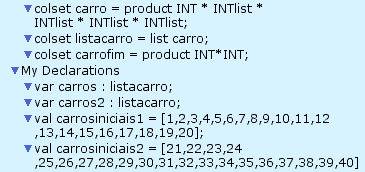 colset carro = product INT * INTlist *
INTlist * INTlist * INTlist;
colset listacarro = list carro;
colset carrofim = product INT*INT;
My Declarations
var carros : listacarro;
var carros2 : listacarro;
val carrosiniciais1 = [1,2,3,4,5,6,7,8,9,10,11,12
,13,14,15,16,17,18,19,20];
val carrosiniciais2 = [21,22,23,24
,25,26,27,28,29,30,31,32,33,34,35,36,37,38,39,40]